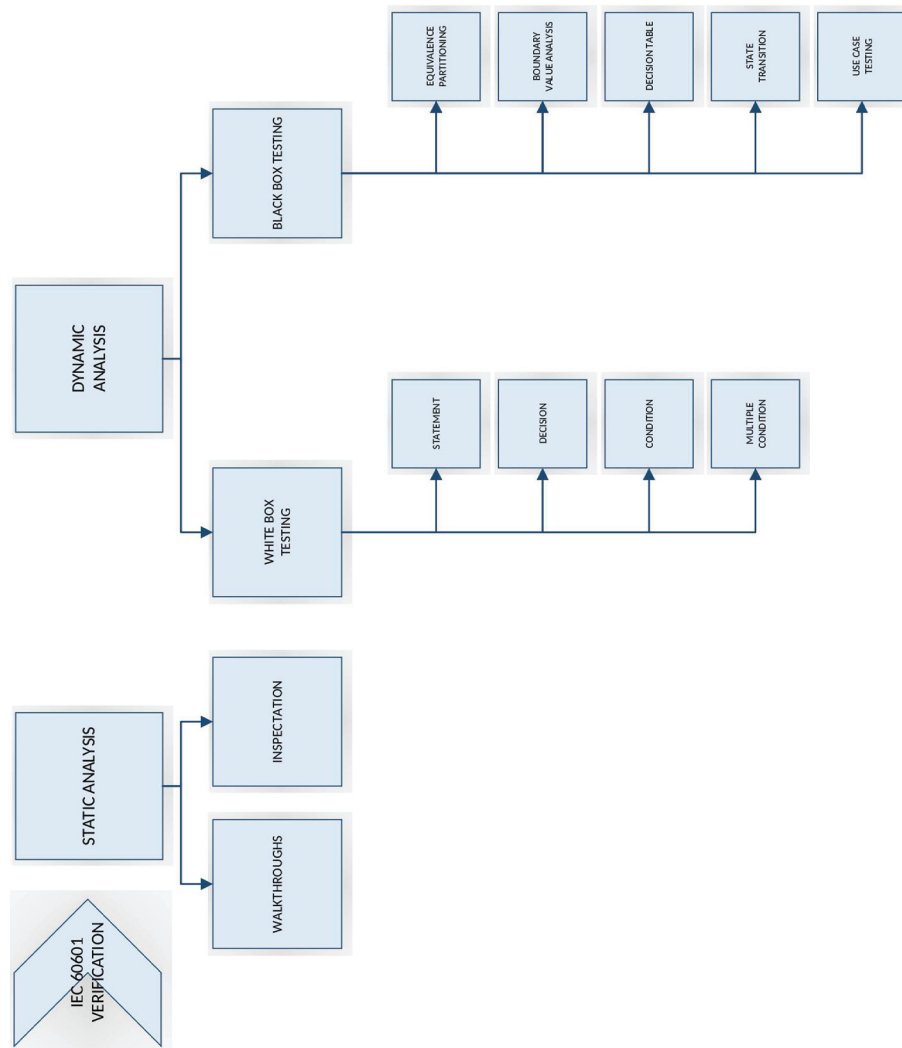 IEC 60601
VERIFICATION
STATIC ANALYSIS
DYNAMIC
ANALYSIS
WALKTHROUGHS
INSPECTATION
WHITE BOX
TESTING
BLACK BOX TESTING
STATEMENT
DECISION
CONDITION
MULTIPLE
CONDITION
EQUIVALENCE
PARTITIONING
BOUNDARY
VALUE ANALYSIS
DECISION TABLE
STATE
TRANSITION
USE CASE
TESTING